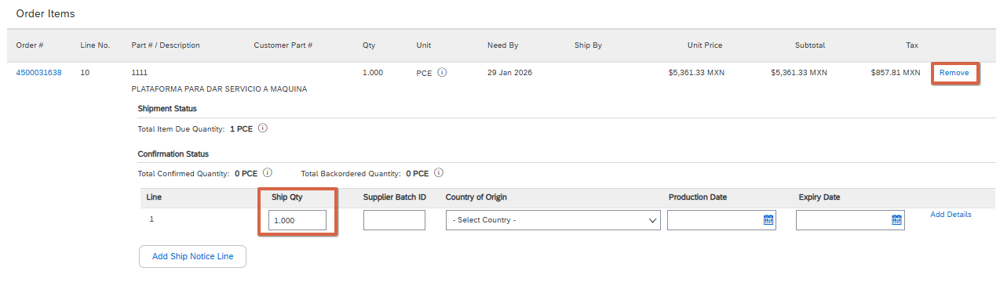 Order Items
Order # Line No. Part # / Description Customer Part # Qty Unit Need By Ship By Unit Price Subtotal Tax
4500031638 10 1111 1.000 PCE 29 Jan 2026 $5,361.33 MXN $5,361.33 MXN $857.81 MXN Remove
PLATAFORMA PARA DAR SERVICIO A MAQUINA
Shipment Status
Total Item Due Quantity: 1 PCE
Confirmation Status
Total Confirmed Quantity: 0 PCE Total Backordered Quantity: 0 PCE
Line Ship Qty Supplier Batch ID Country of Origin Production Date Expiry Date
1 1.000 - Select Country - Add Details
Add Ship Notice Line